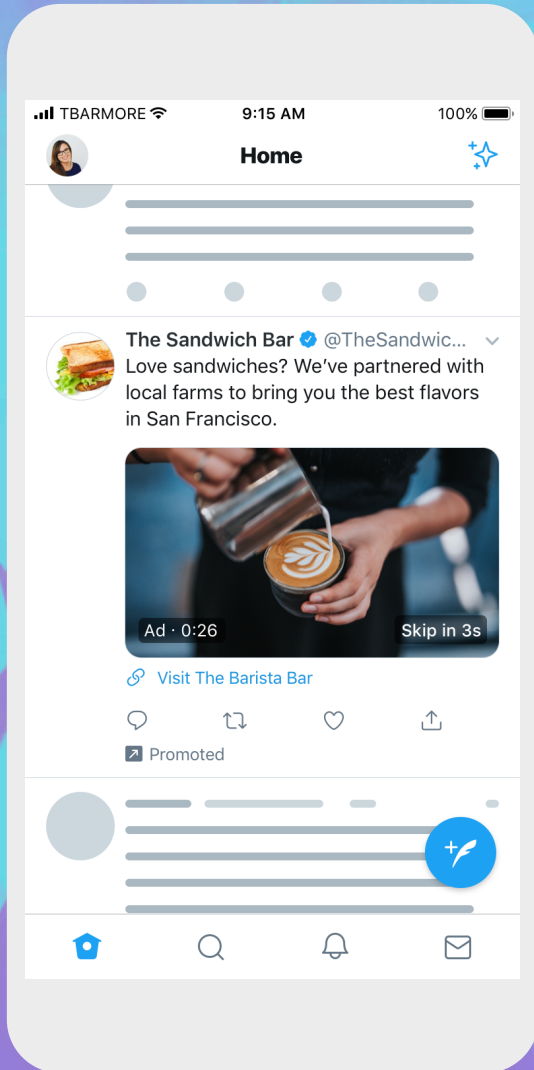 TBARMORE 9:15 AM 100%
Home
The Sandwich Bar @TheSandwic...
Love sandwiches? We’ve partnered with
local farms to bring you the best flavors
in San Francisco.
Ad · 0:26 Skip in 3s
Visit The Barista Bar
Promoted